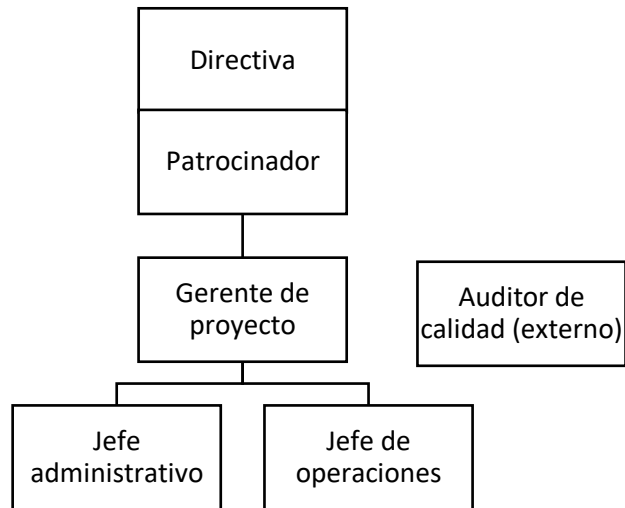 Directiva
Patrocinador
Gerente de
proyecto
Auditor de
calidad (externo)
Jefe
administrativo
Jefe de
operaciones